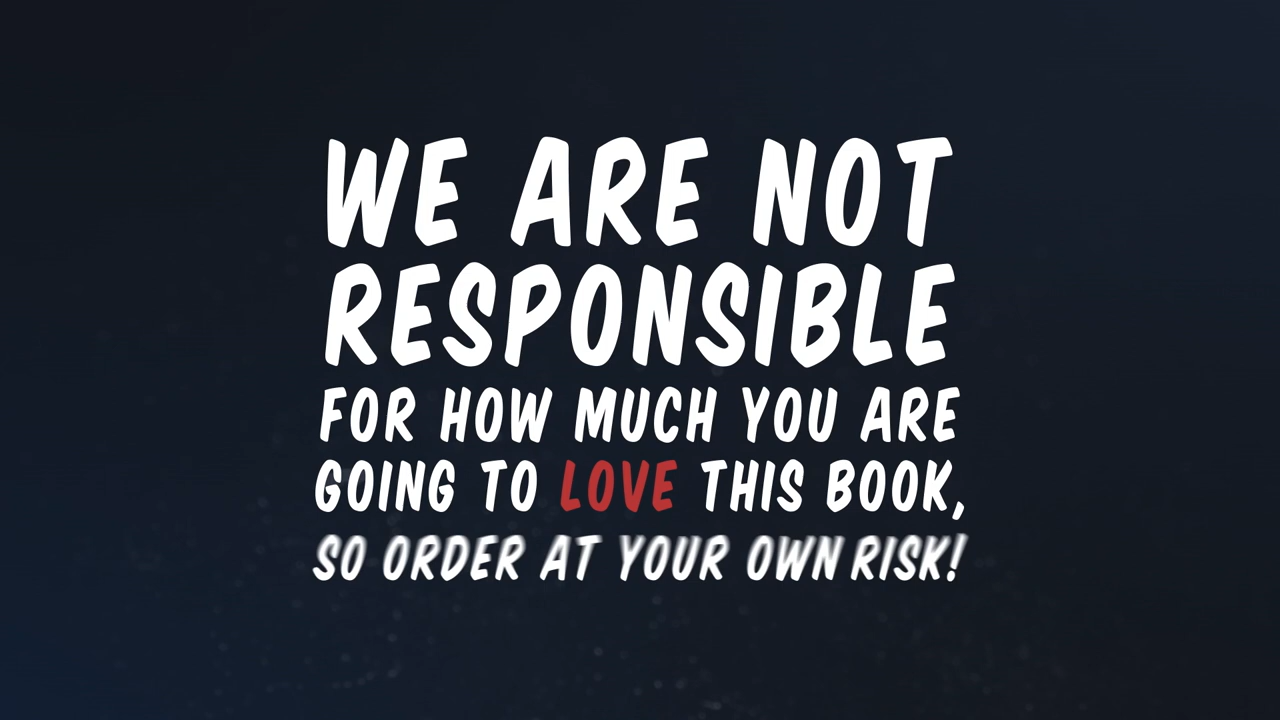 WE ARE NOT
RESPONSIBLE
FOR HOW MUCH YOU ARE
GOING TO LOVE THIS BOOK,
SO ORDER AT YOUR OWN RISK!